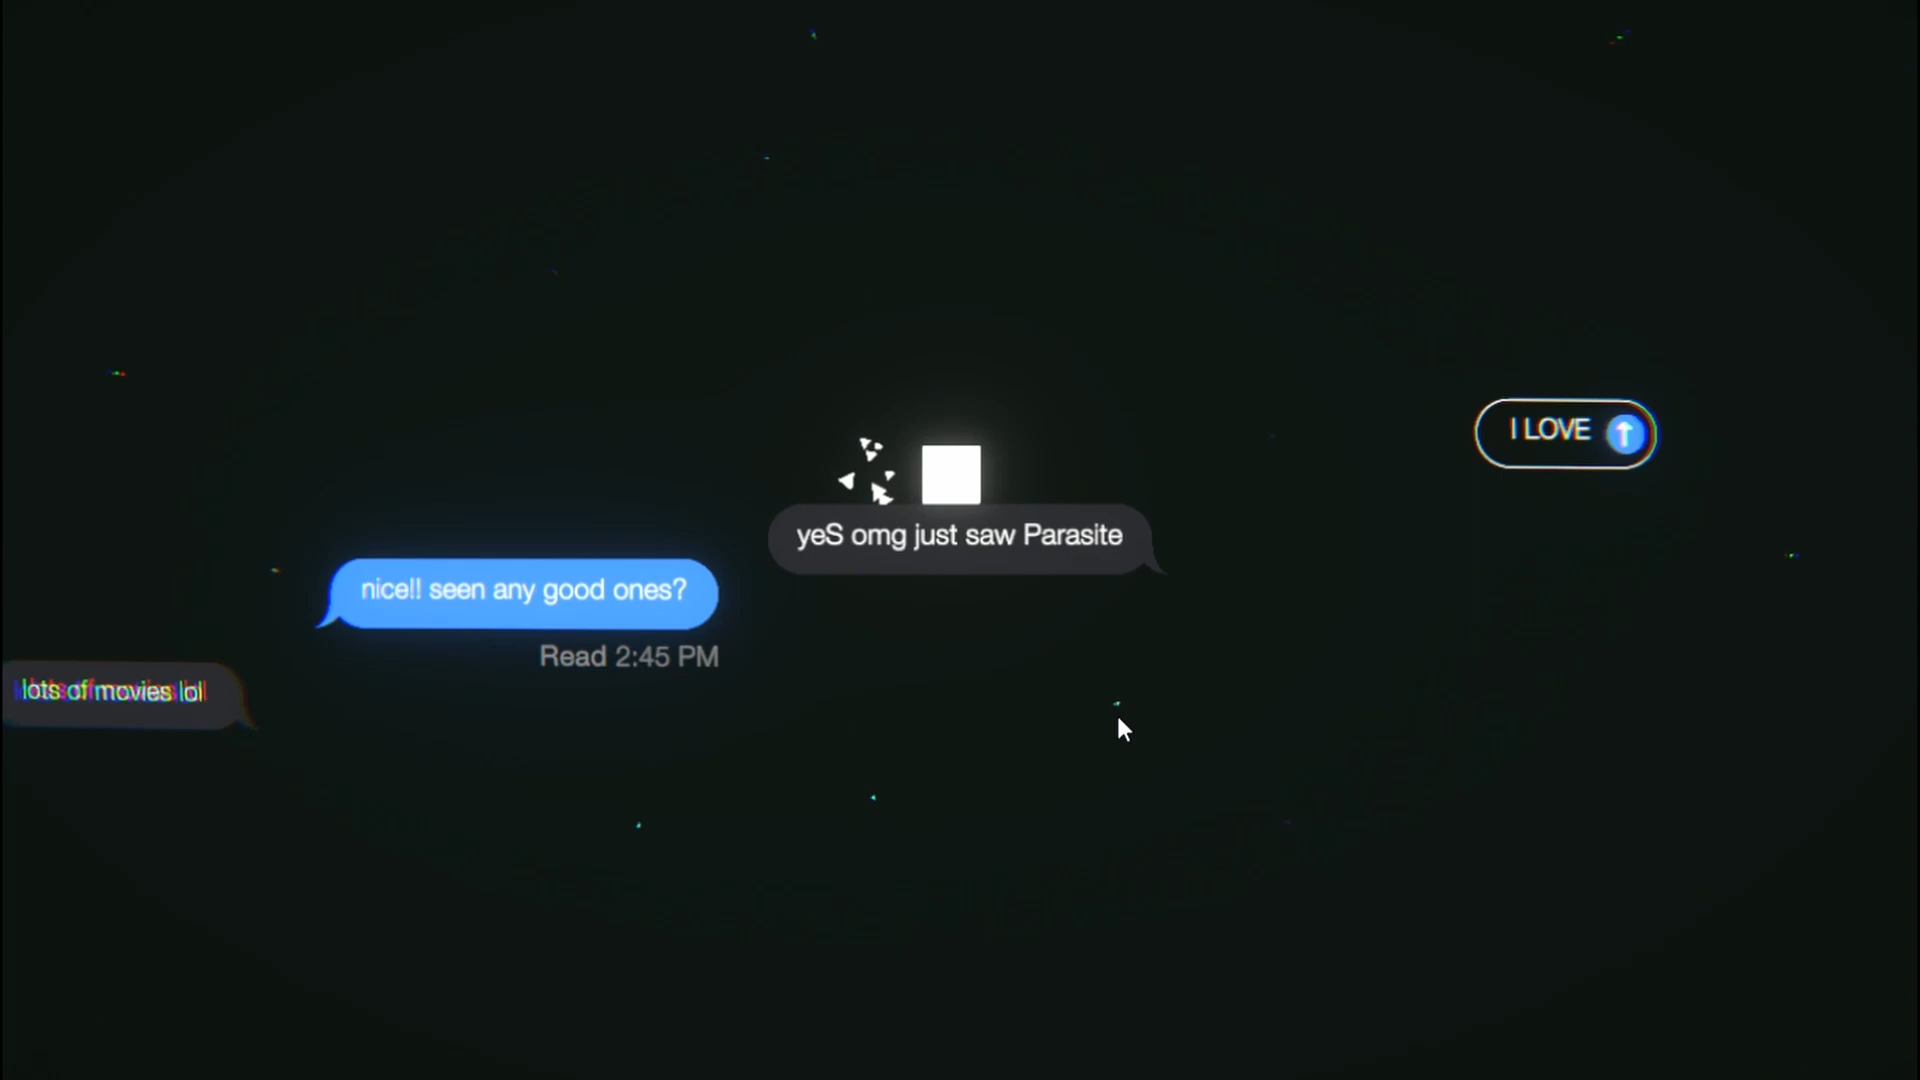 lots of movies lol
nice!! seen any good ones?
Read 2:45 PM
yeS omg just saw Parasite
I LOVE